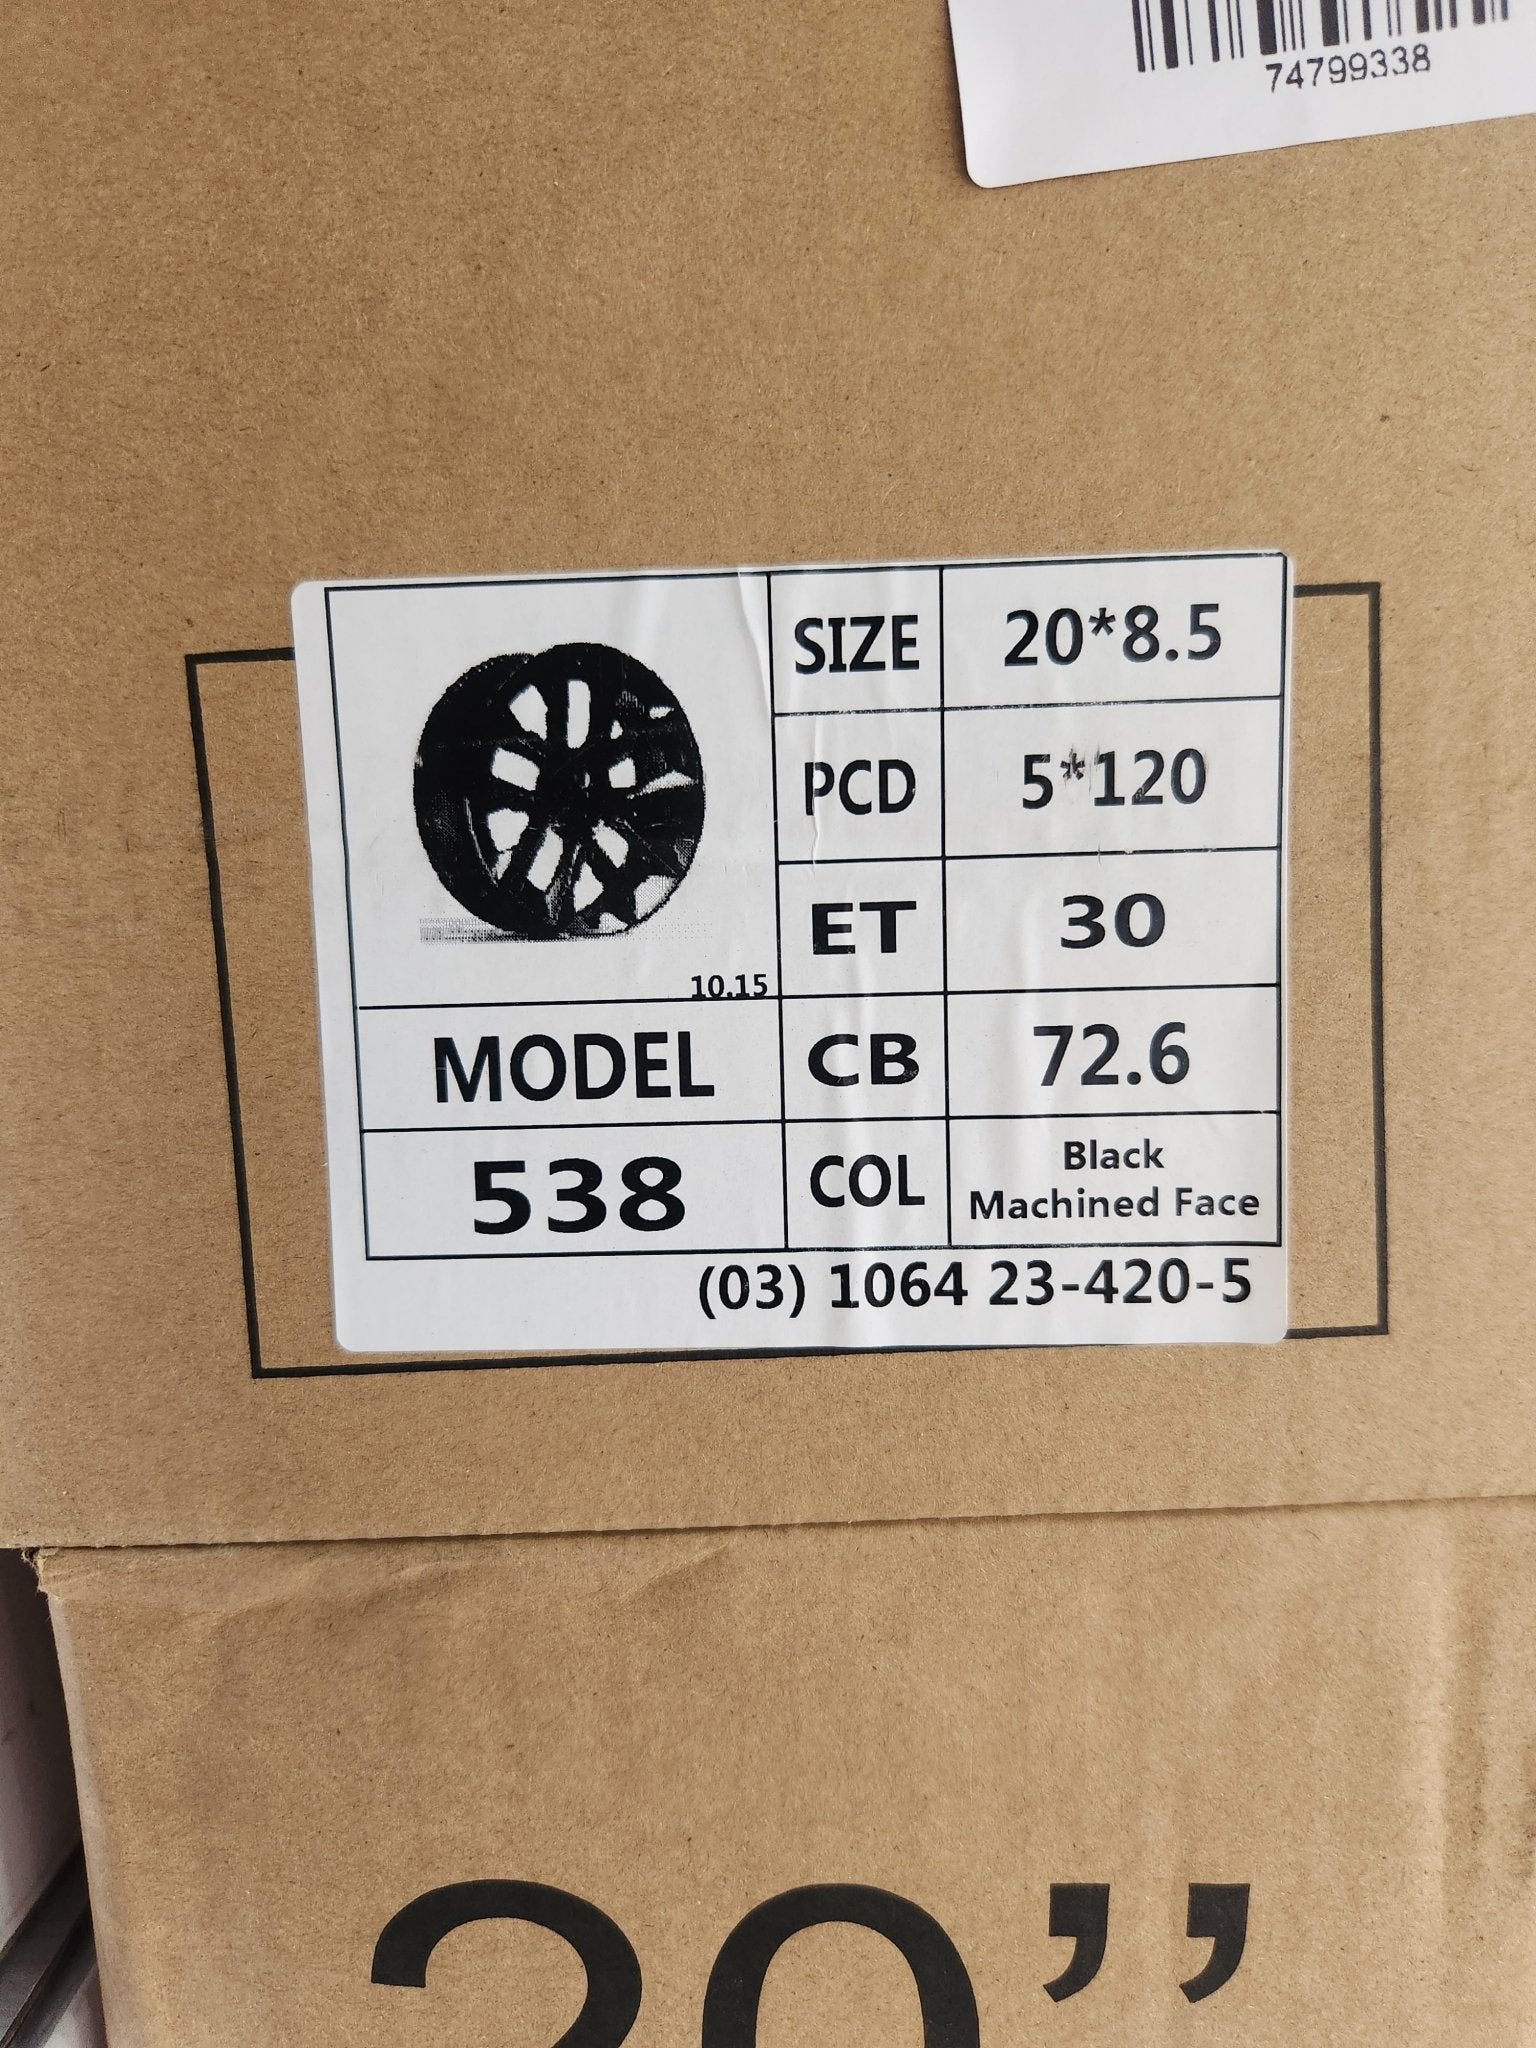 74799338
SIZE 20*8.5
PCD 5*120
ET 30
10.15
MODEL
CB 72.6
538
COL Black
Machined Face
(03) 1064 23-420-5
20”